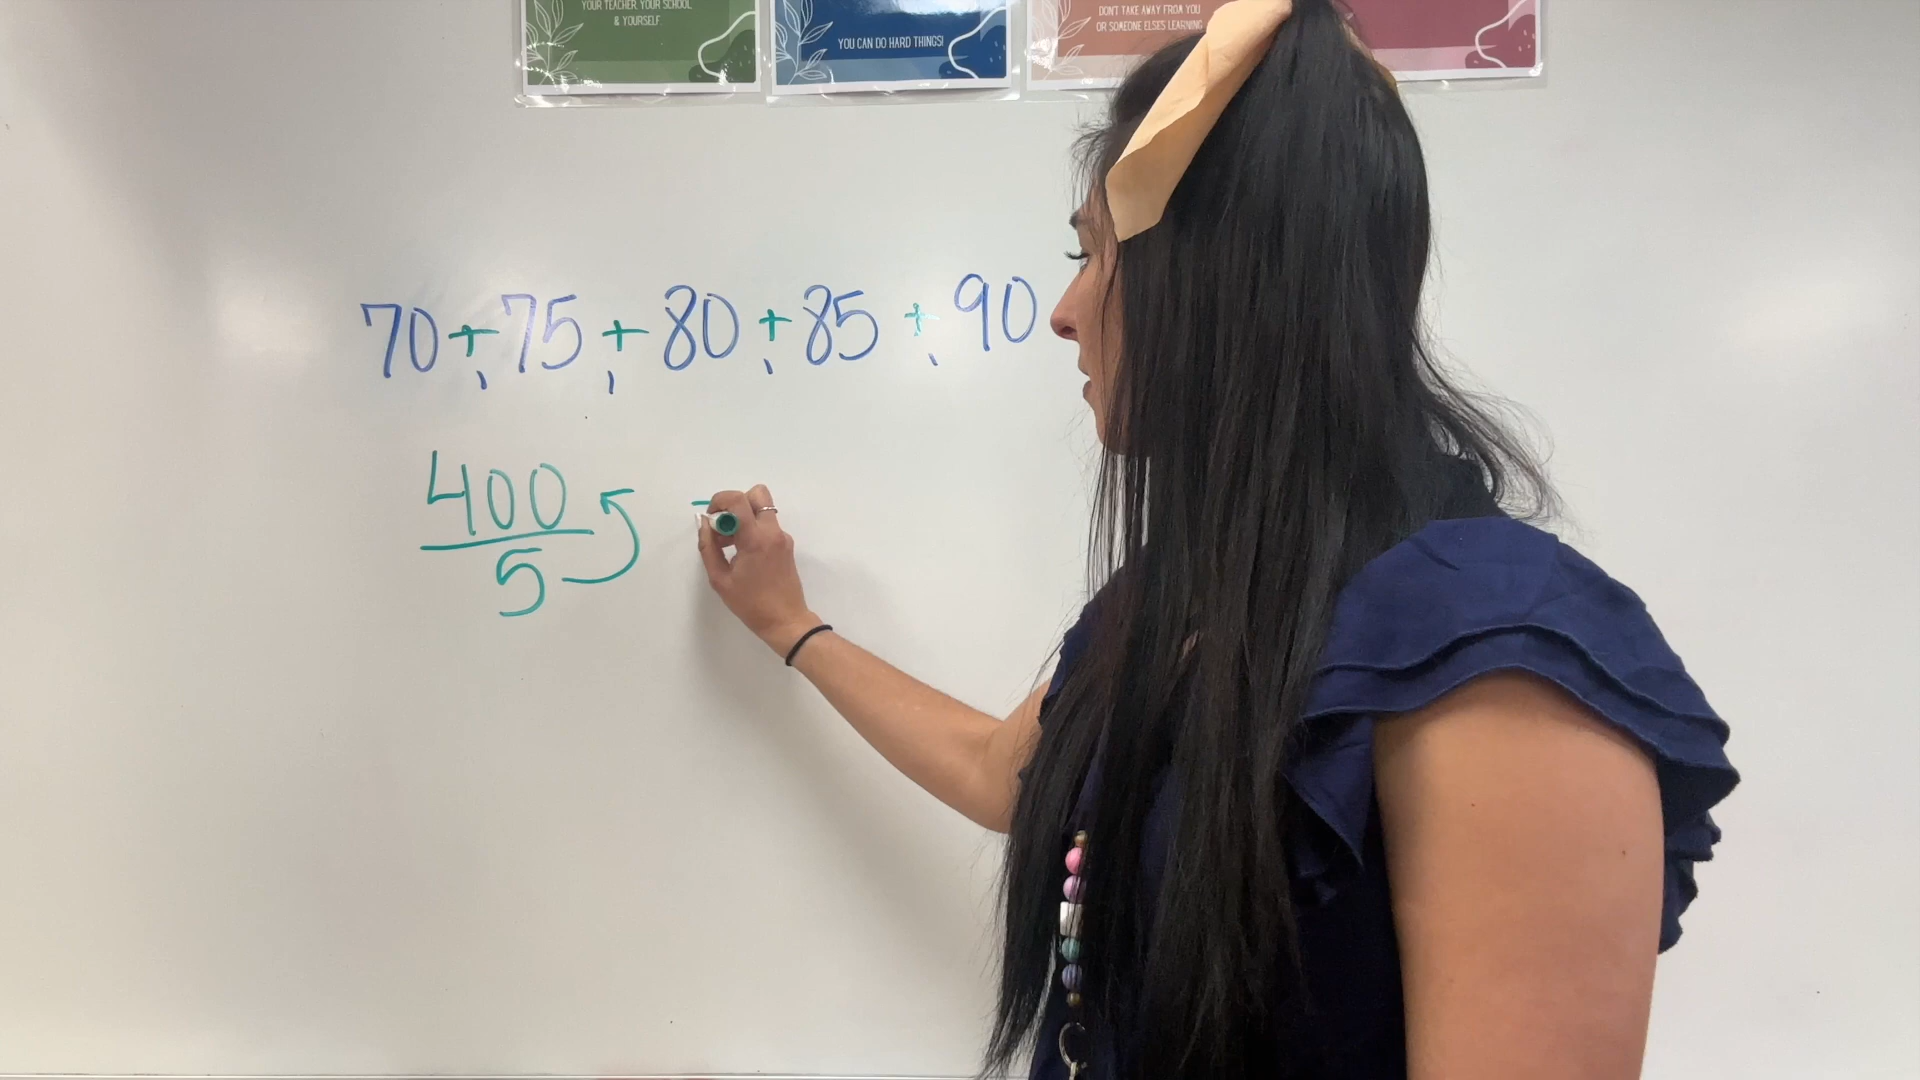 YOUR TEACHER, YOUR SCHOOL,
& YOURSELF.
YOU CAN DO HARD THINGS!
DON'T TAKE AWAY FROM YOU
OR SOMEONE ELSE'S LEARNING
70 + , 75 + , 80 + , 85 + , 90
400
5